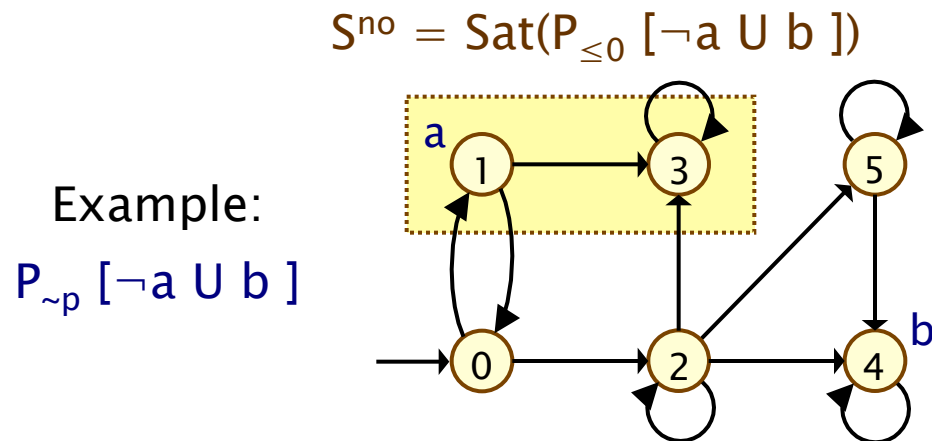 Sⁿᵒ = Sat(P≤0 [¬a U b ])
a
1
3
5
Example:
P~p [¬a U b ]
b
0
2
4